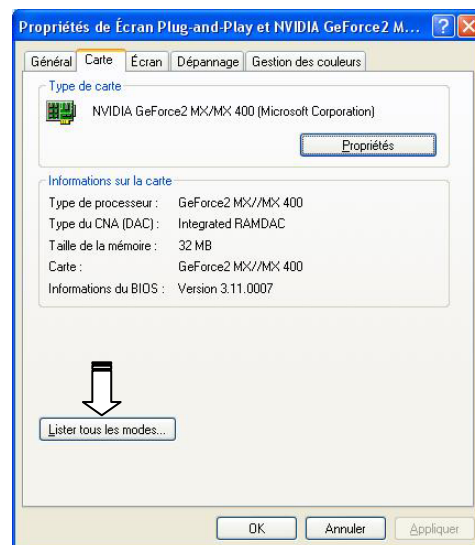 Propriétés de Écran Plug-and-Play et NVIDIA GeForce2 M...
Général Carte Écran Dépannage Gestion des couleurs
Type de carte
NVIDIA GeForce2 MX/MX 400 (Microsoft Corporation)
Propriétés
Informations sur la carte
Type de processeur : GeForce2 MX//MX 400
Type du CNA (DAC) : Integrated RAMDAC
Taille de la mémoire : 32 MB
Carte : GeForce2 MX//MX 400
Informations du BIOS : Version 3.11.0007
Lister tous les modes...
OK Annuler Appliquer